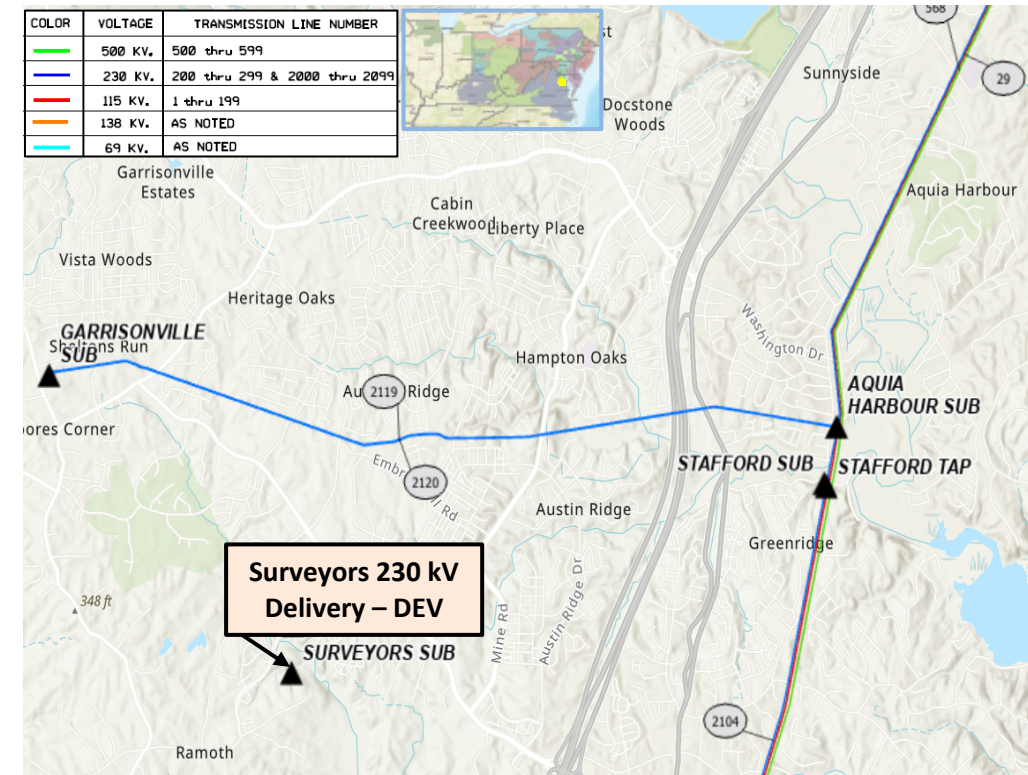 COLOR VOLTAGE TRANSMISSION LINE NUMBER
500 KV. 500 thru 599
230 KV. 200 thru 299 & 2000 thru 2099
115 KV. 1 thru 199
138 KV. AS NOTED
69 KV. AS NOTED
568
29
Sunnyside
st
Docstone
Woods
Garrisonville
Estates
Aquia Harbour
Cabin
Creekwood
Liberty Place
Vista Woods
Heritage Oaks
Washington Dr
GARRISONVILLE
SUB
Sheltons Run
Hampton Oaks
2119
Ridge
AQUIA
HARBOUR SUB
ores Corner
STAFFORD SUB
STAFFORD TAP
2120
Rd
Austin Ridge
Greenridge
Surveyors 230 kV
Delivery – DEV
348 ft
Mine Rd
Austin Ridge Dr
SURVEYORS SUB
2104
Ramoth